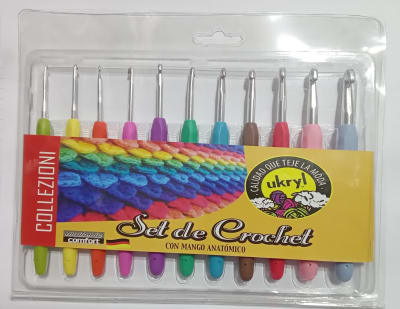 COLLEZIONI
CALIDAD QUE TEJE LA MODA
ukryl
Set de Crochet
CON MANGO ANATÓMICO
comfort